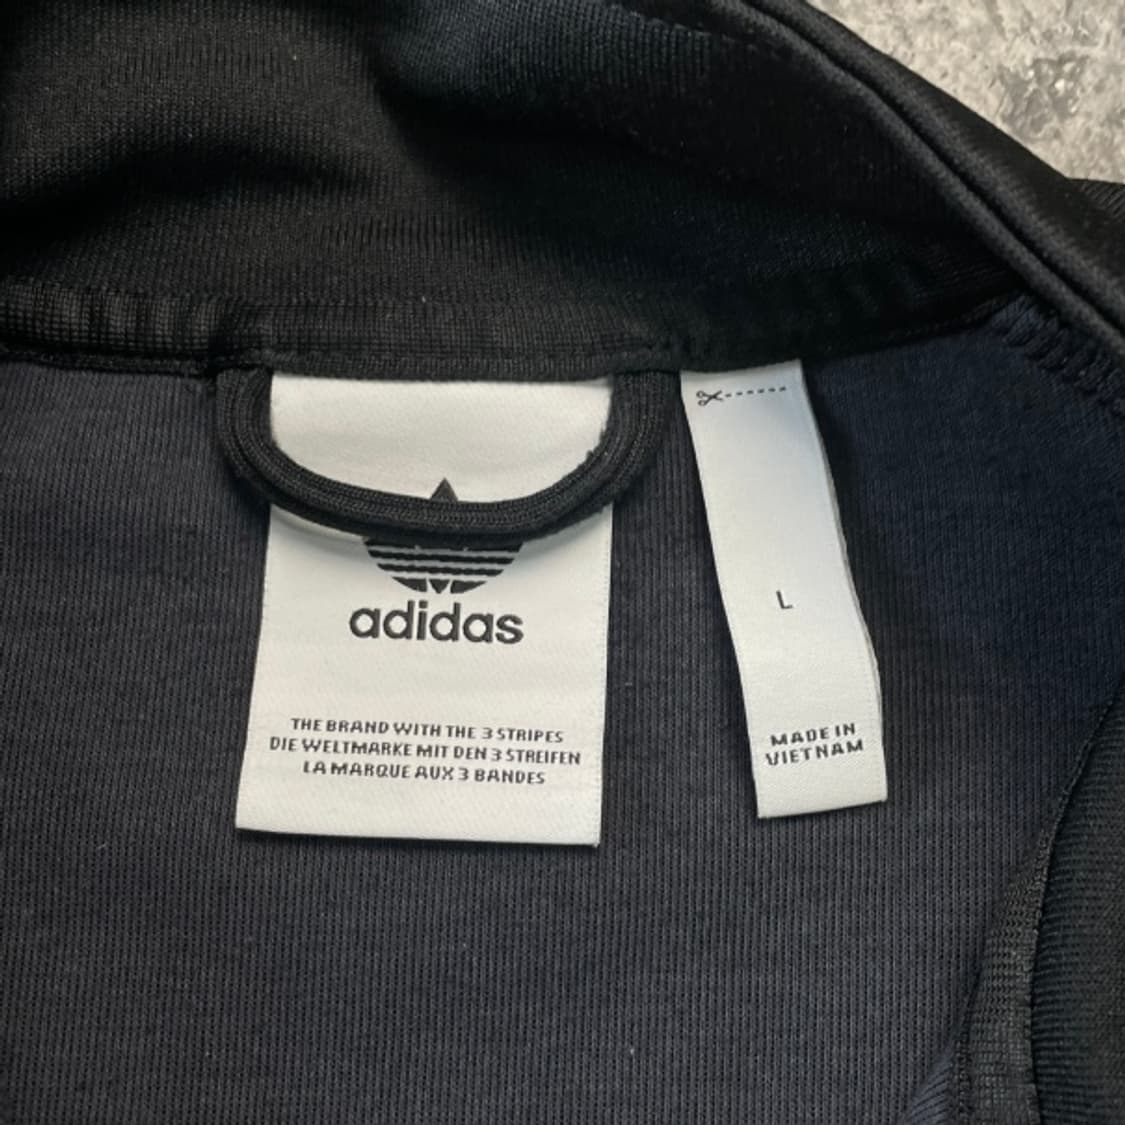 adidas
THE BRAND WITH THE 3 STRIPES
DIE WELTMARKE MIT DEN 3 STREIFEN
LA MARQUE AUX 3 BANDES
L
MADE IN
VIETNAM